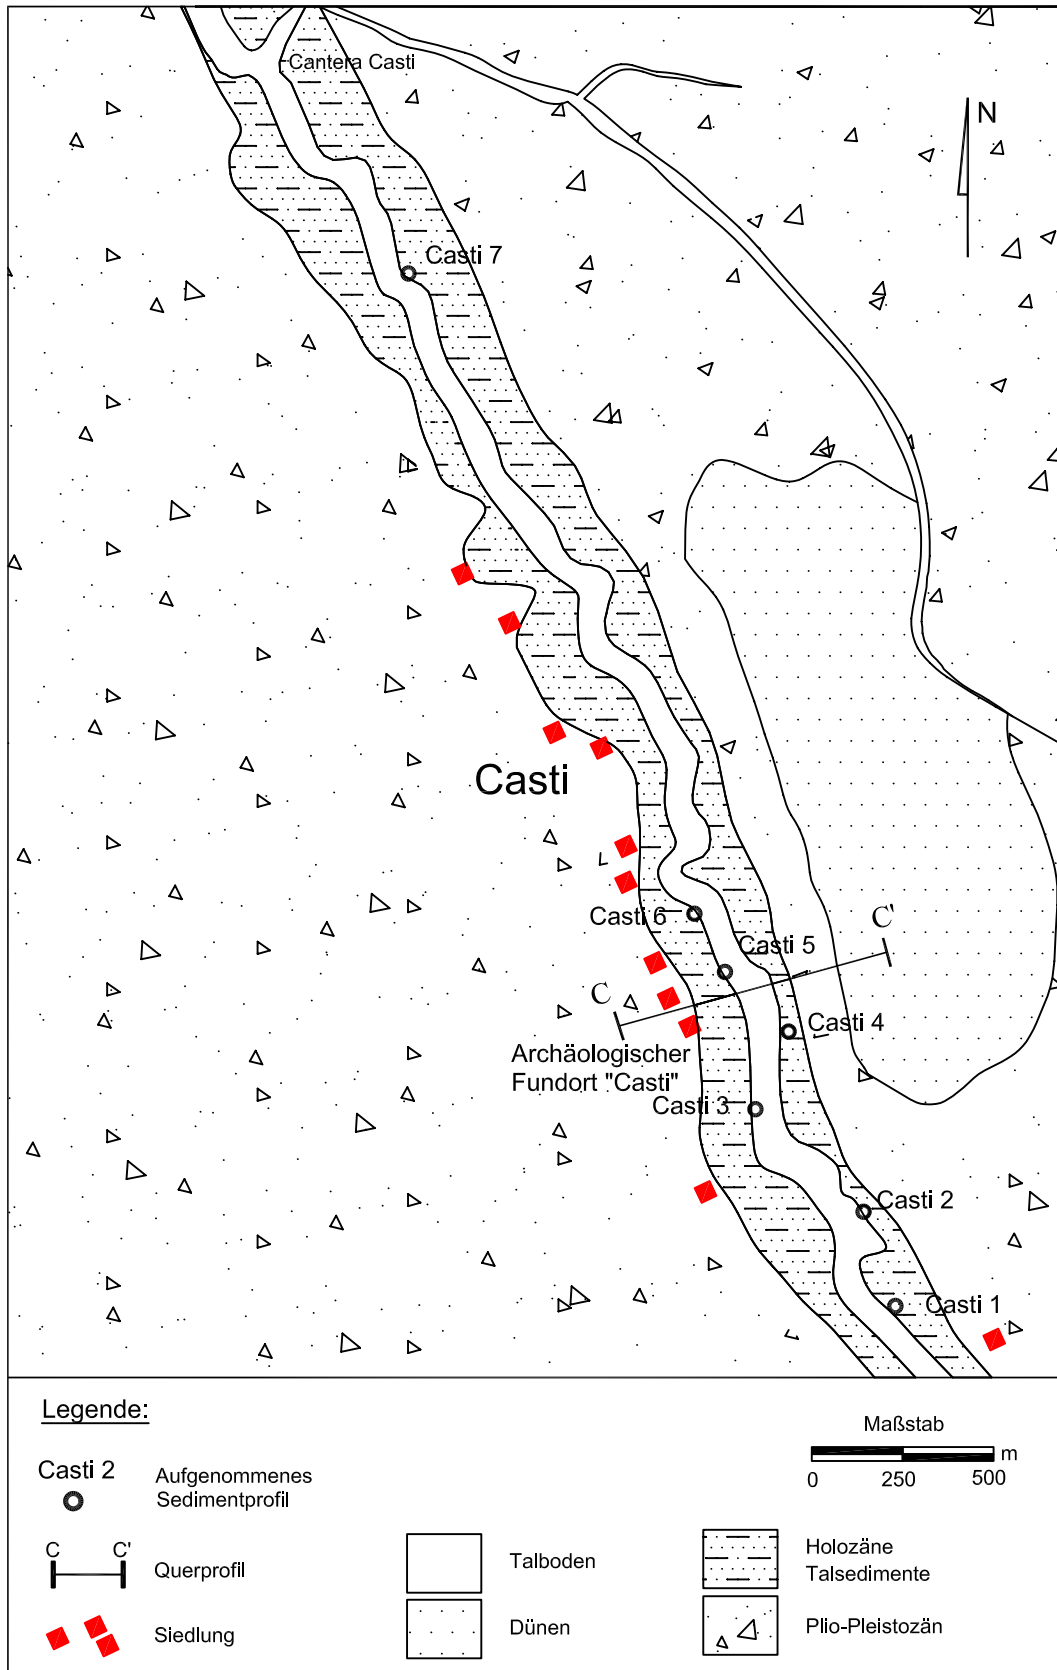 Cantera Casti
N
Casti 7
Casti
Casti 6
Casti 5
C'
C
Casti 4
Archäologischer
Fundort "Casti"
Casti 3
Casti 2
Casti 1
Legende:
Maßstab
0 250 500 m
Casti 2
Aufgenommenes
Sedimentprofil
C C'
Querprofil
Siedlung
Talboden
Dünen
Holozäne
Talsedimente
Plio-Pleistozän